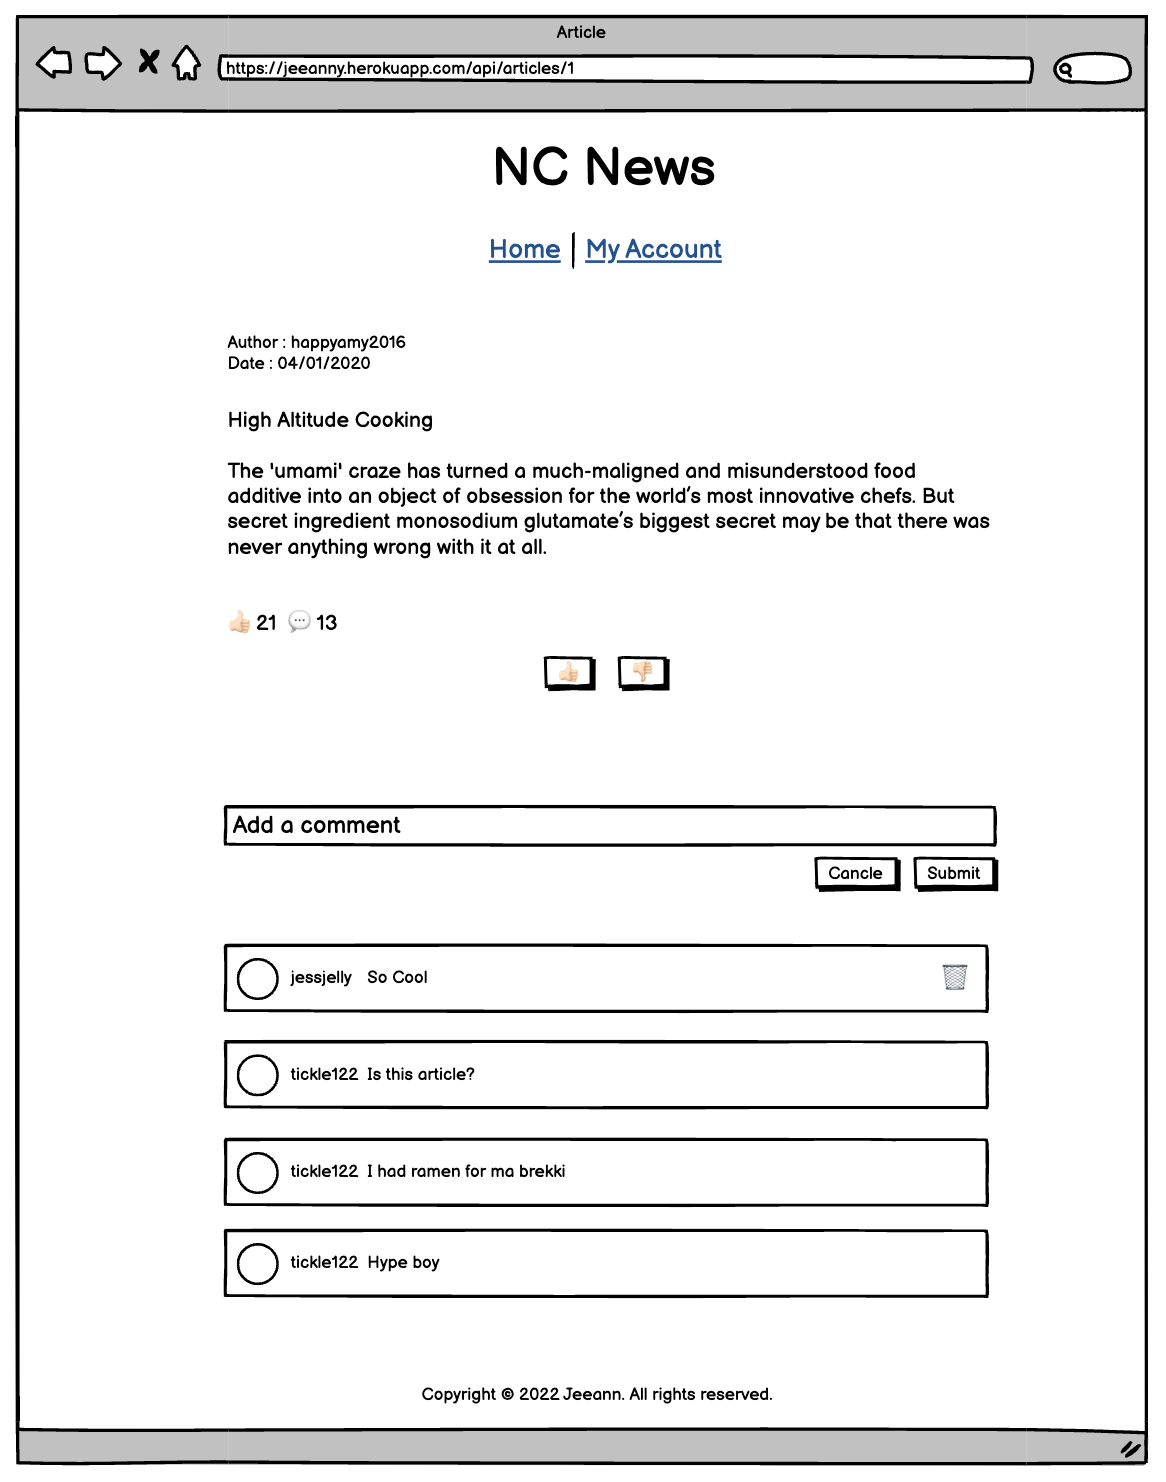 Article
https://jeeanny.herokuapp.com/api/articles/1
NC News
Home | My Account
Author : happyamy2016
Date : 04/01/2020
High Altitude Cooking
The 'umami' craze has turned a much-maligned and misunderstood food
additive into an object of obsession for the world’s most innovative chefs. But
secret ingredient monosodium glutamate’s biggest secret may be that there was
never anything wrong with it at all.
👍🏻 21 💬 13
👍🏻 👎🏻
Add a comment
Cancle Submit
jessjelly So Cool 🗑️
tickle122 Is this article?
tickle122 I had ramen for ma brekki
tickle122 Hype boy
Copyright © 2022 Jeeann. All rights reserved.